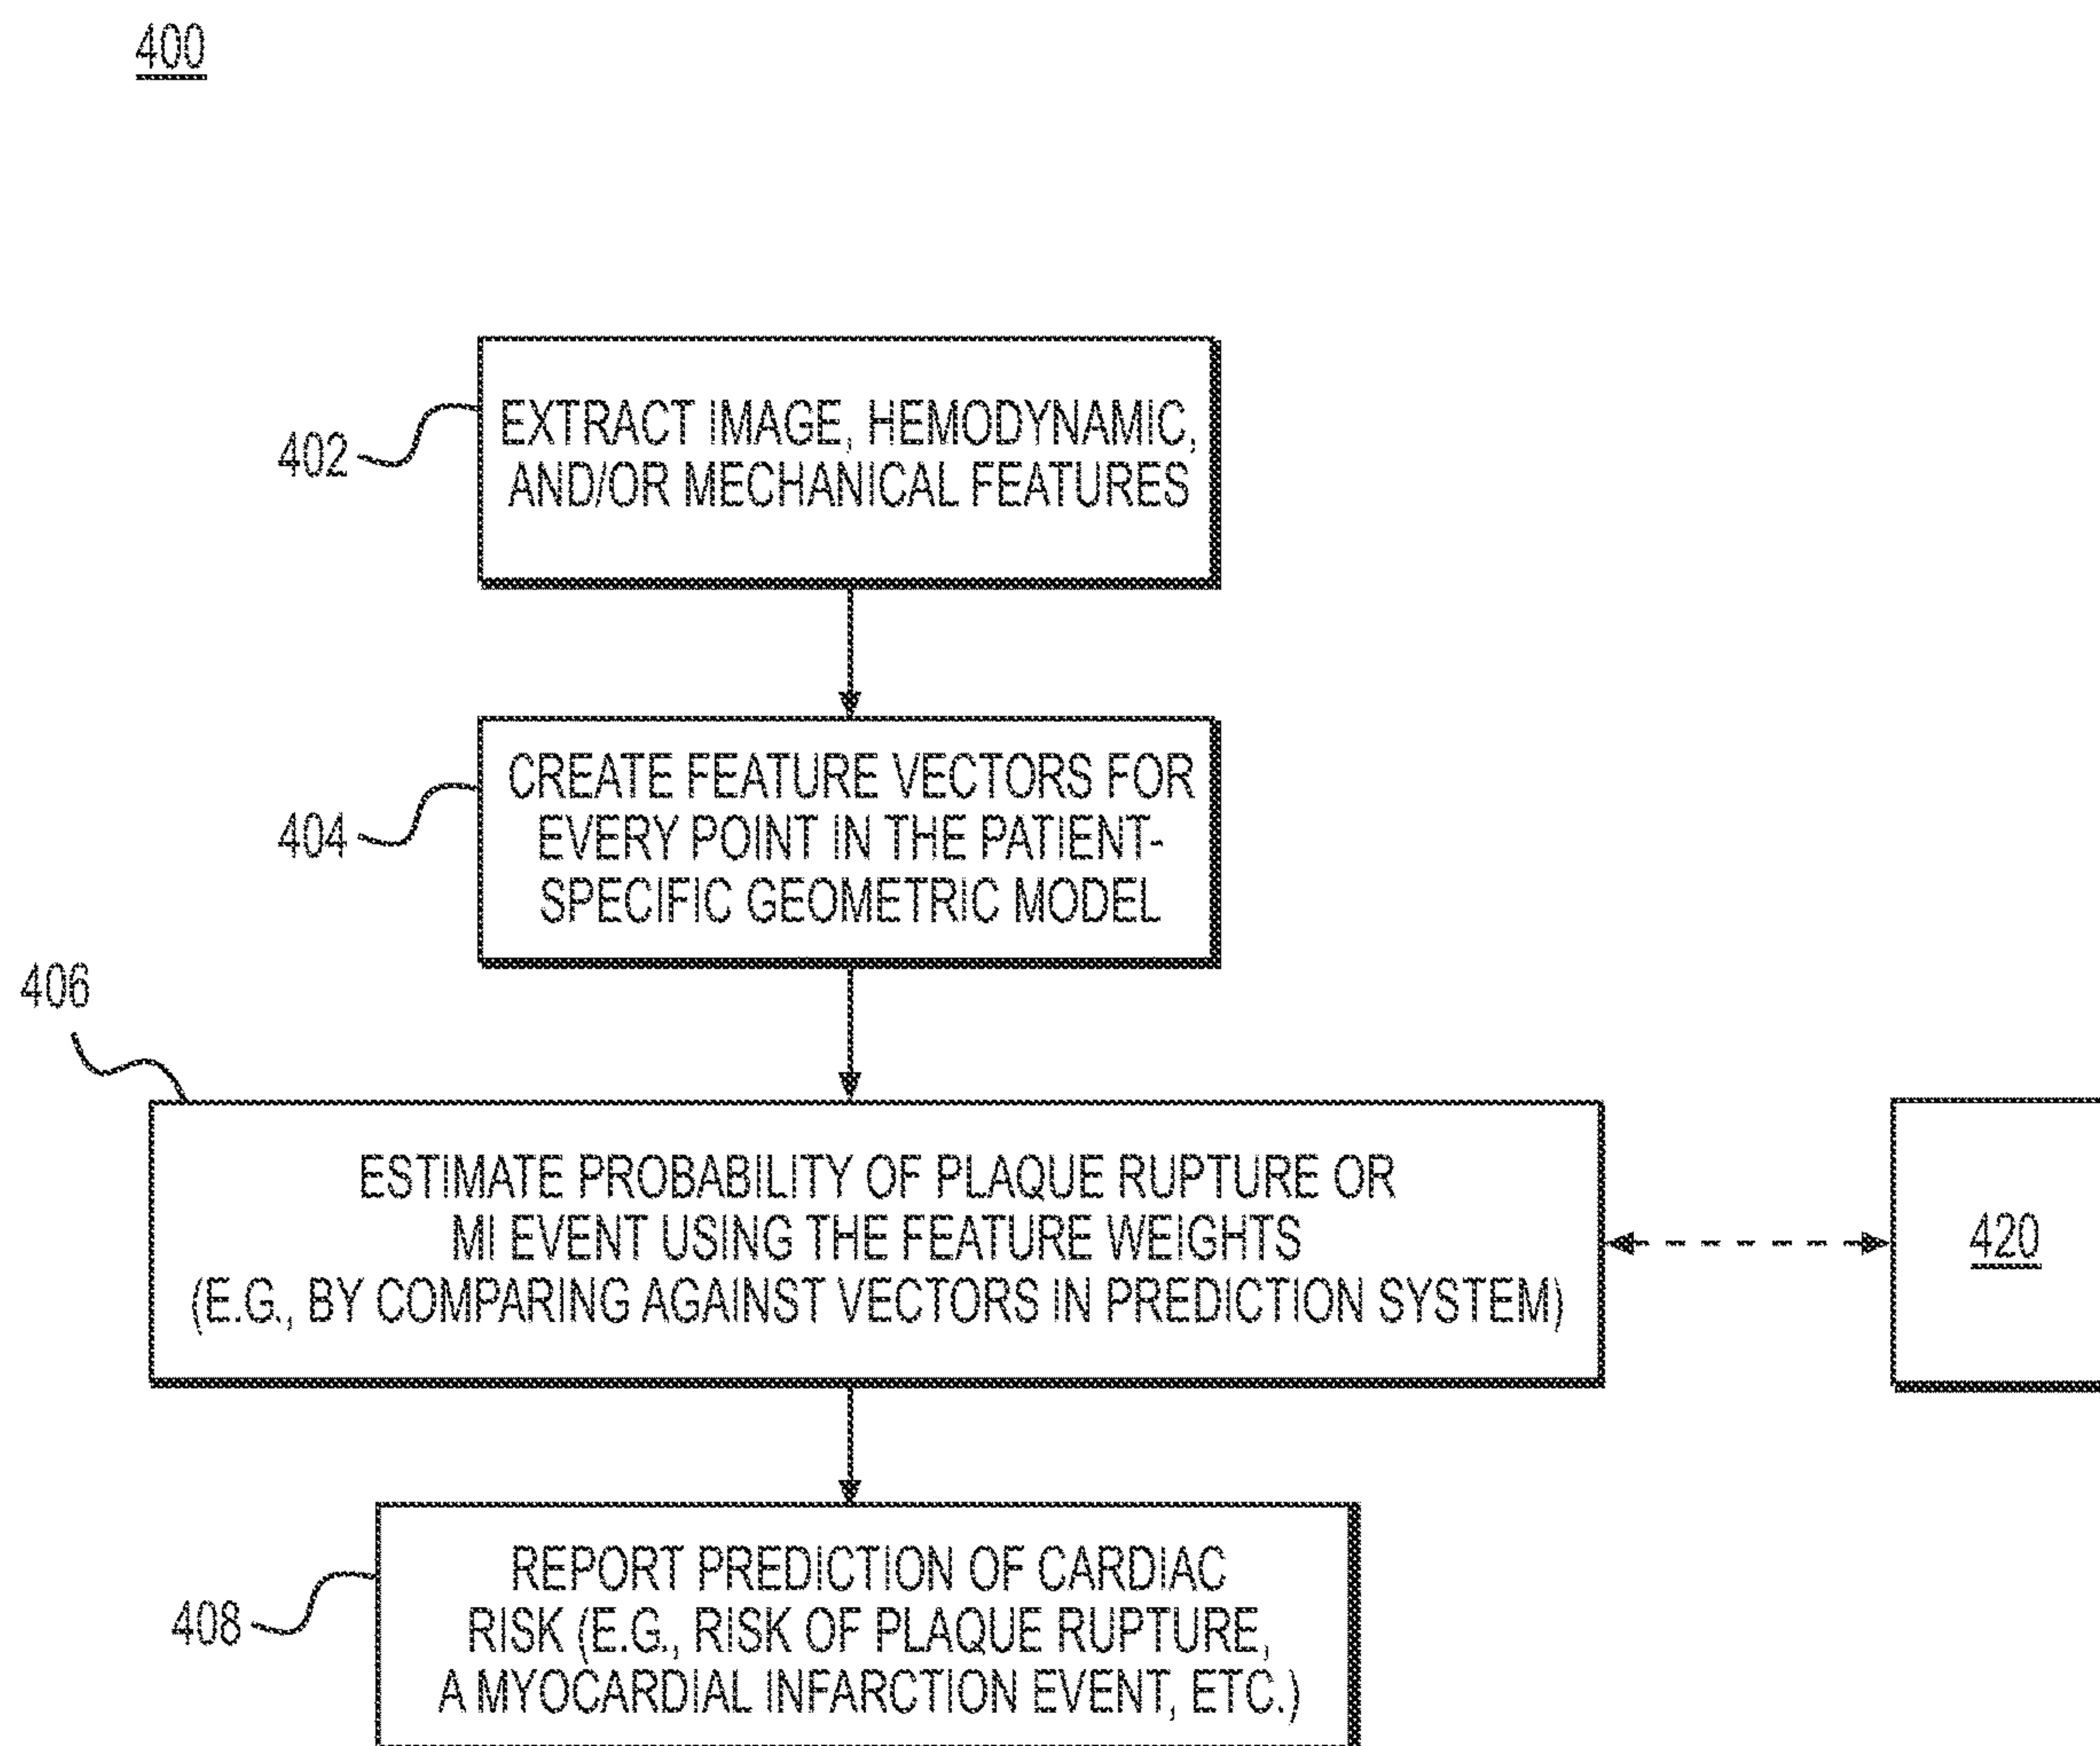 400
402
EXTRACT IMAGE, HEMODYNAMIC,
AND/OR MECHANICAL FEATURES
404
CREATE FEATURE VECTORS FOR
EVERY POINT IN THE PATIENT-
SPECIFIC GEOMETRIC MODEL
406
ESTIMATE PROBABILITY OF PLAQUE RUPTURE OR
MI EVENT USING THE FEATURE WEIGHTS
(E.G., BY COMPARING AGAINST VECTORS IN PREDICTION SYSTEM)
420
408
REPORT PREDICTION OF CARDIAC
RISK (E.G., RISK OF PLAQUE RUPTURE,
A MYOCARDIAL INFARCTION EVENT, ETC.)